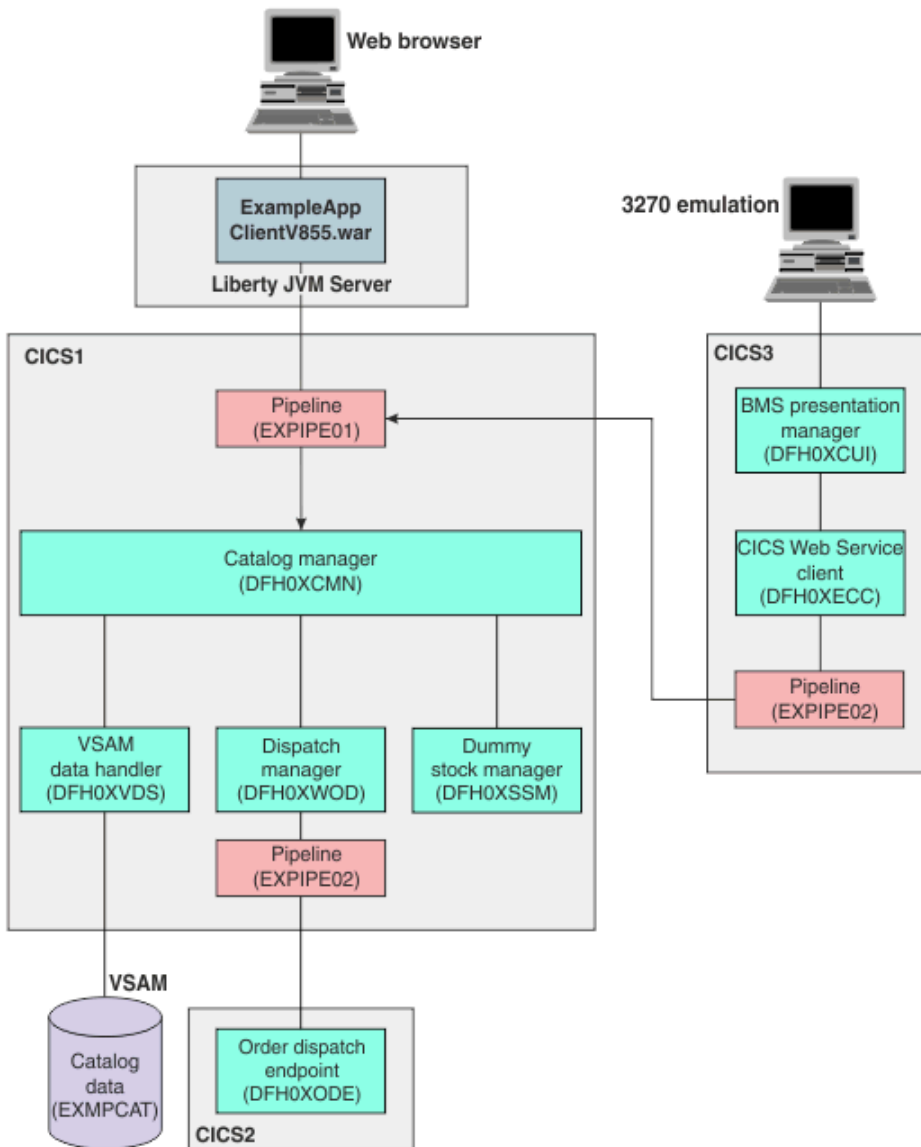 Web browser
ExampleApp
ClientV855.war
Liberty JVM Server
3270 emulation
CICS1
Pipeline
(EXPIPE01)
Catalog manager
(DFH0XCMN)
VSAM
data handler
(DFH0XVDS)
Dispatch
manager
(DFH0XWOD)
Dummy
stock manager
(DFH0XSSM)
Pipeline
(EXPIPE02)
CICS3
BMS presentation
manager
(DFH0XCUI)
CICS Web Service
client
(DFH0XECC)
Pipeline
(EXPIPE02)
VSAM
Catalog
data
(EXMPCAT)
Order dispatch
endpoint
(DFH0XODE)
CICS2